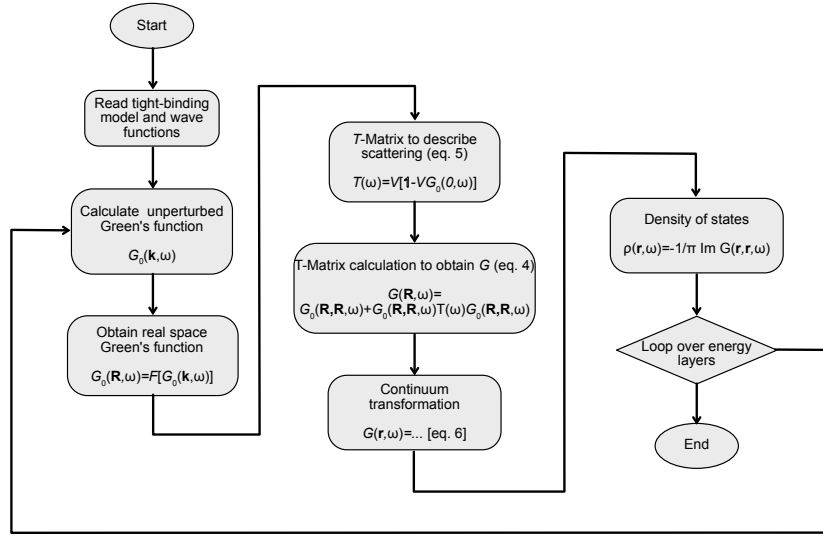 Start
Read tight-binding
model and wave
functions
Calculate unperturbed
Green's function
G₀(k,ω)
Obtain real space
Green's function
G₀(R,ω)=F[G₀(k,ω)]
T-Matrix to describe
scattering (eq. 5)
T(ω)=V[1-VG₀(0,ω)]
T-Matrix calculation to obtain G (eq. 4)
G(R,ω)=
G₀(R,R,ω)+G₀(R,R,ω)T(ω)G₀(R,R,ω)
Continuum
transformation
G(r,ω)=... [eq. 6]
Density of states
ρ(r,ω)=-1/π Im G(r,r,ω)
Loop over energy
layers
End